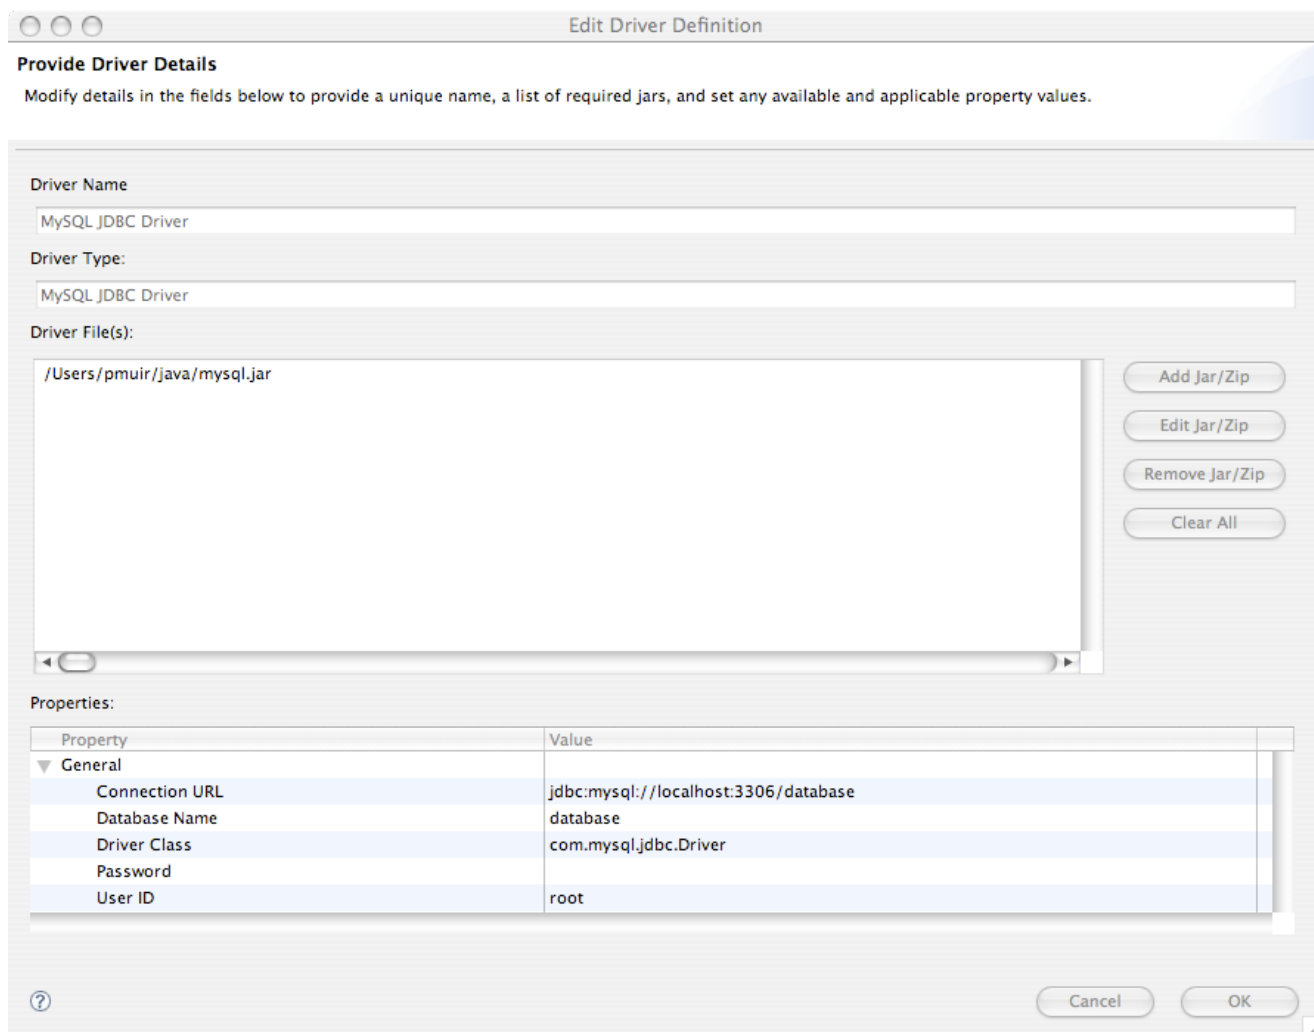 Edit Driver Definition
Provide Driver Details
Modify details in the fields below to provide a unique name, a list of required jars, and set any available and applicable property values.
Driver Name
MySQL JDBC Driver
Driver Type:
MySQL JDBC Driver
Driver File(s):
/Users/pmuir/java/mysql.jar
Add Jar/Zip
Edit Jar/Zip
Remove Jar/Zip
Clear All
Properties:
Property Value
General
Connection URL jdbc:mysql://localhost:3306/database
Database Name database
Driver Class com.mysql.jdbc.Driver
Password
User ID root
? Cancel OK